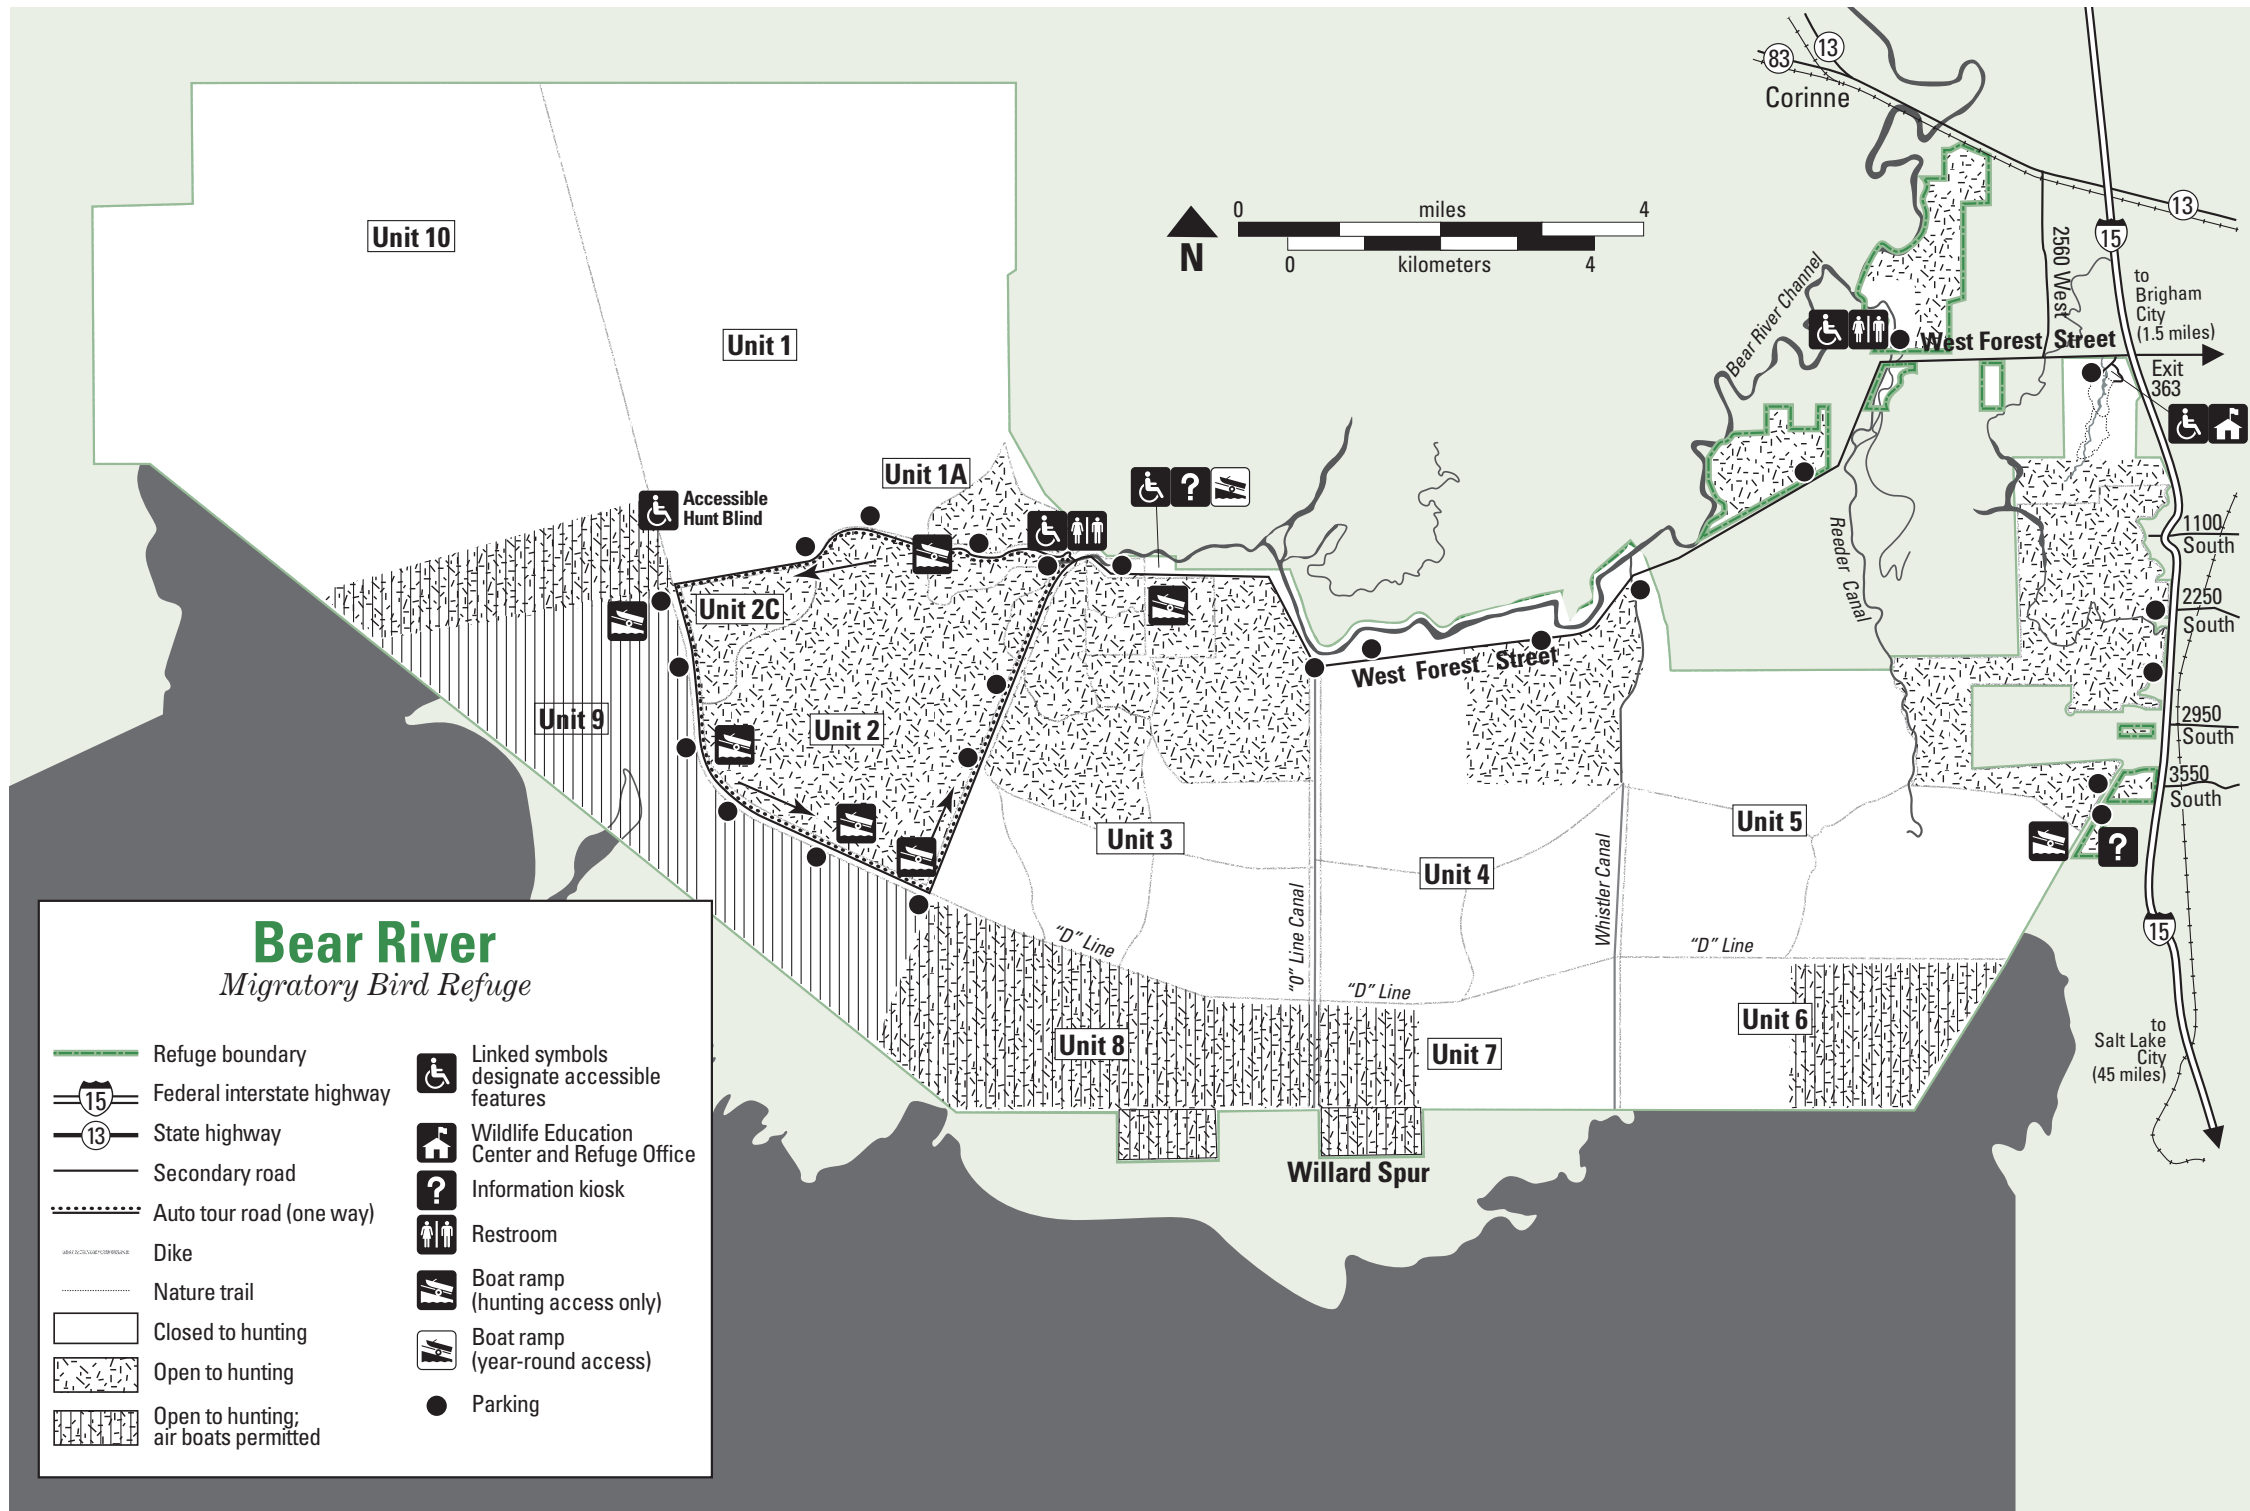 83
13
Corinne
13
15
2560 West
to
Brigham
City
(1.5 miles)
0
miles
4
N
0
kilometers
4
Unit 10
Unit 1
Bear River Channel
West Forest Street
Exit
363
Unit 1A
Accessible
Hunt Blind
?
Reeder Canal
1100
South
2250
South
Unit 2C
West Forest Street
Unit 9
Unit 2
2950
South
3550
South
Unit 3
Unit 4
Unit 5
?
"O" Line Canal
Whistler Canal
"D" Line
"D" Line
"D" Line
15
Unit 8
Unit 7
Unit 6
to
Salt Lake
City
(45 miles)
Willard Spur
Bear River
Migratory Bird Refuge
Refuge boundary
15
Federal interstate highway
13
State highway
Secondary road
Auto tour road (one way)
Dike
Nature trail
Closed to hunting
Open to hunting
Open to hunting;
air boats permitted
Linked symbols
designate accessible
features
Wildlife Education
Center and Refuge Office
?
Information kiosk
Restroom
Boat ramp
(hunting access only)
Boat ramp
(year-round access)
Parking